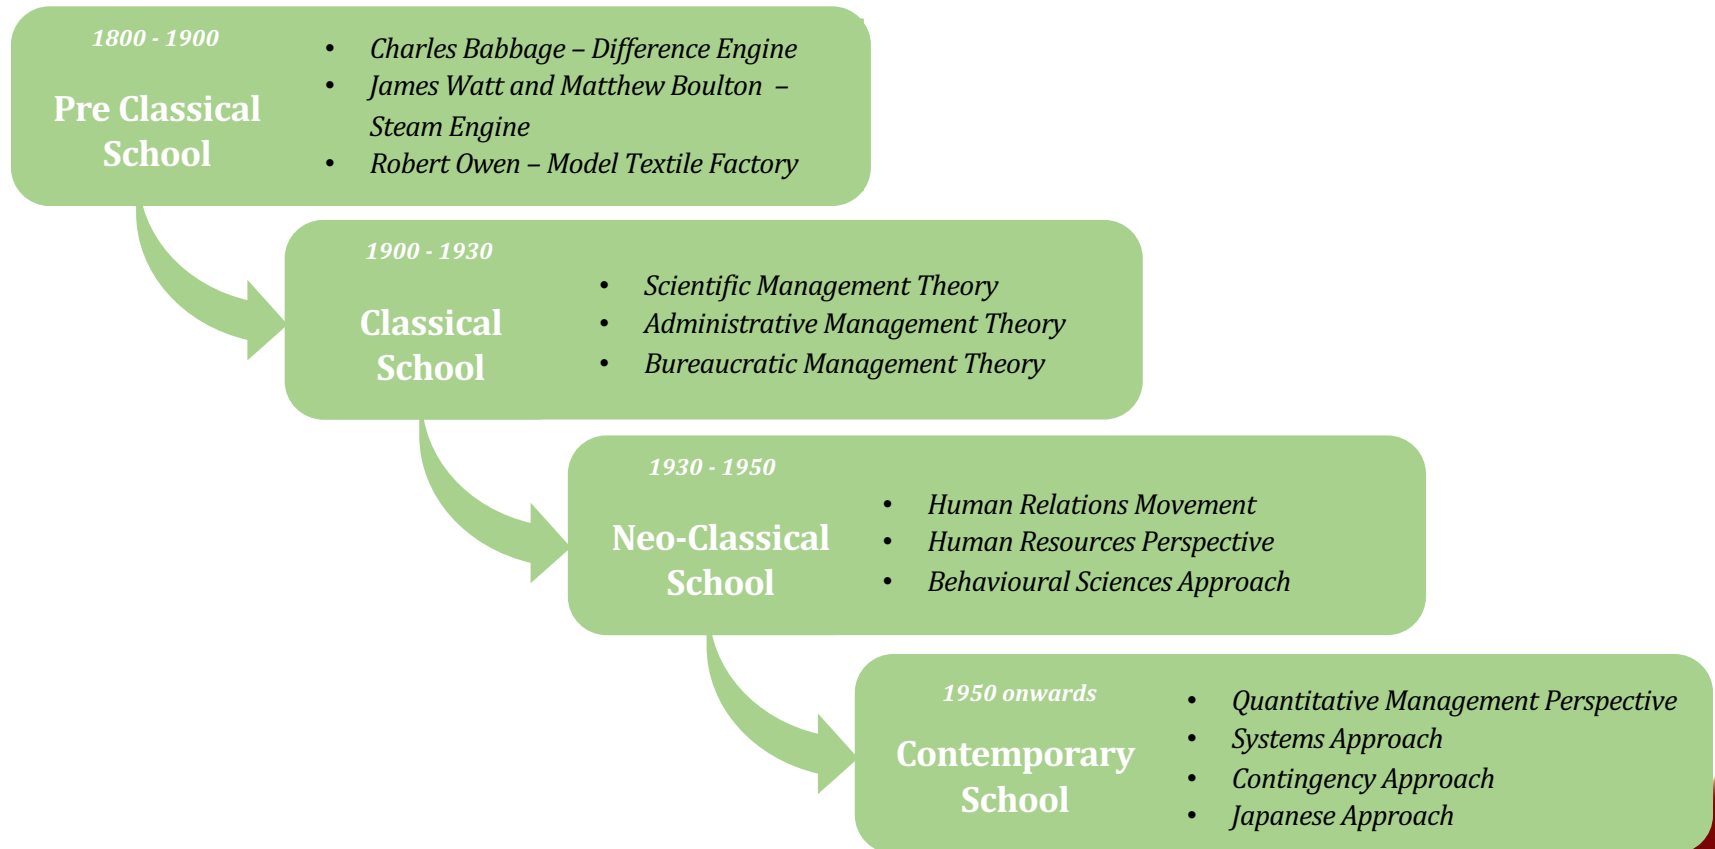 1800 - 1900
Pre Classical
School
• Charles Babbage – Difference Engine
• James Watt and Matthew Boulton –
Steam Engine
• Robert Owen – Model Textile Factory
1900 - 1930
Classical
School
• Scientific Management Theory
• Administrative Management Theory
• Bureaucratic Management Theory
1930 - 1950
Neo-Classical
School
• Human Relations Movement
• Human Resources Perspective
• Behavioural Sciences Approach
1950 onwards
Contemporary
School
• Quantitative Management Perspective
• Systems Approach
• Contingency Approach
• Japanese Approach